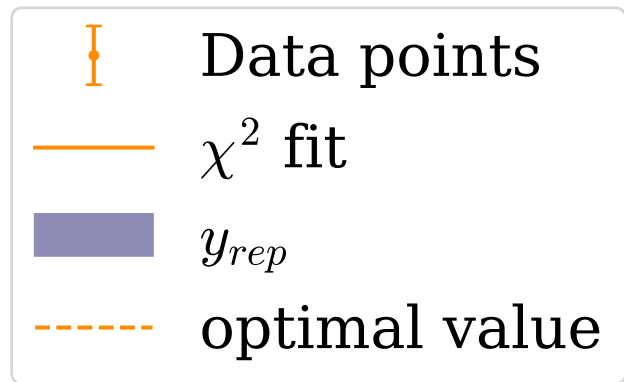 Data points
χ² fit
y_rep
optimal value